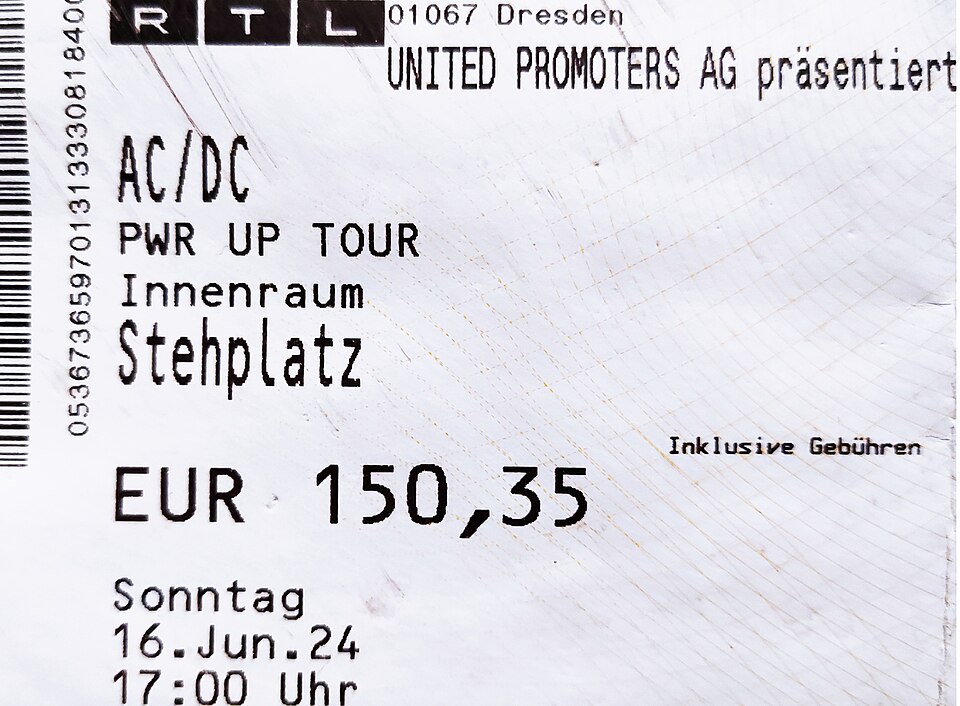 RTL 01067 Dresden
UNITED PROMOTERS AG präsentiert
AC/DC
PWR UP TOUR
Innenraum
Stehplatz
Inklusive Gebühren
EUR 150,35
Sonntag
16.Jun.24
17:00 Uhr